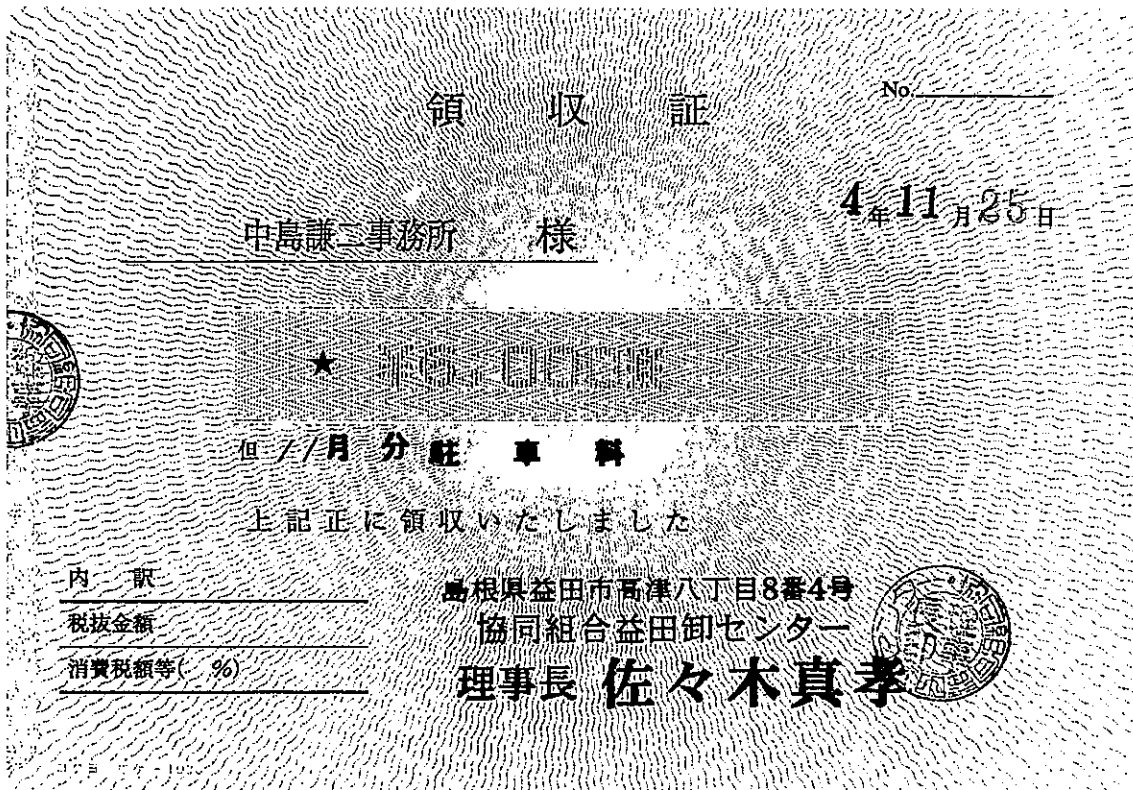 領収証
No.
4年11月25日
中島謙二事務所 様
★ ¥6,000※
但 11月分 駐車料
上記正に領収いたしました
内訳
税抜金額
消費税額等( %)
島根県益田市高津八丁目8番4号
協同組合益田卸センター
理事長 佐々木真孝